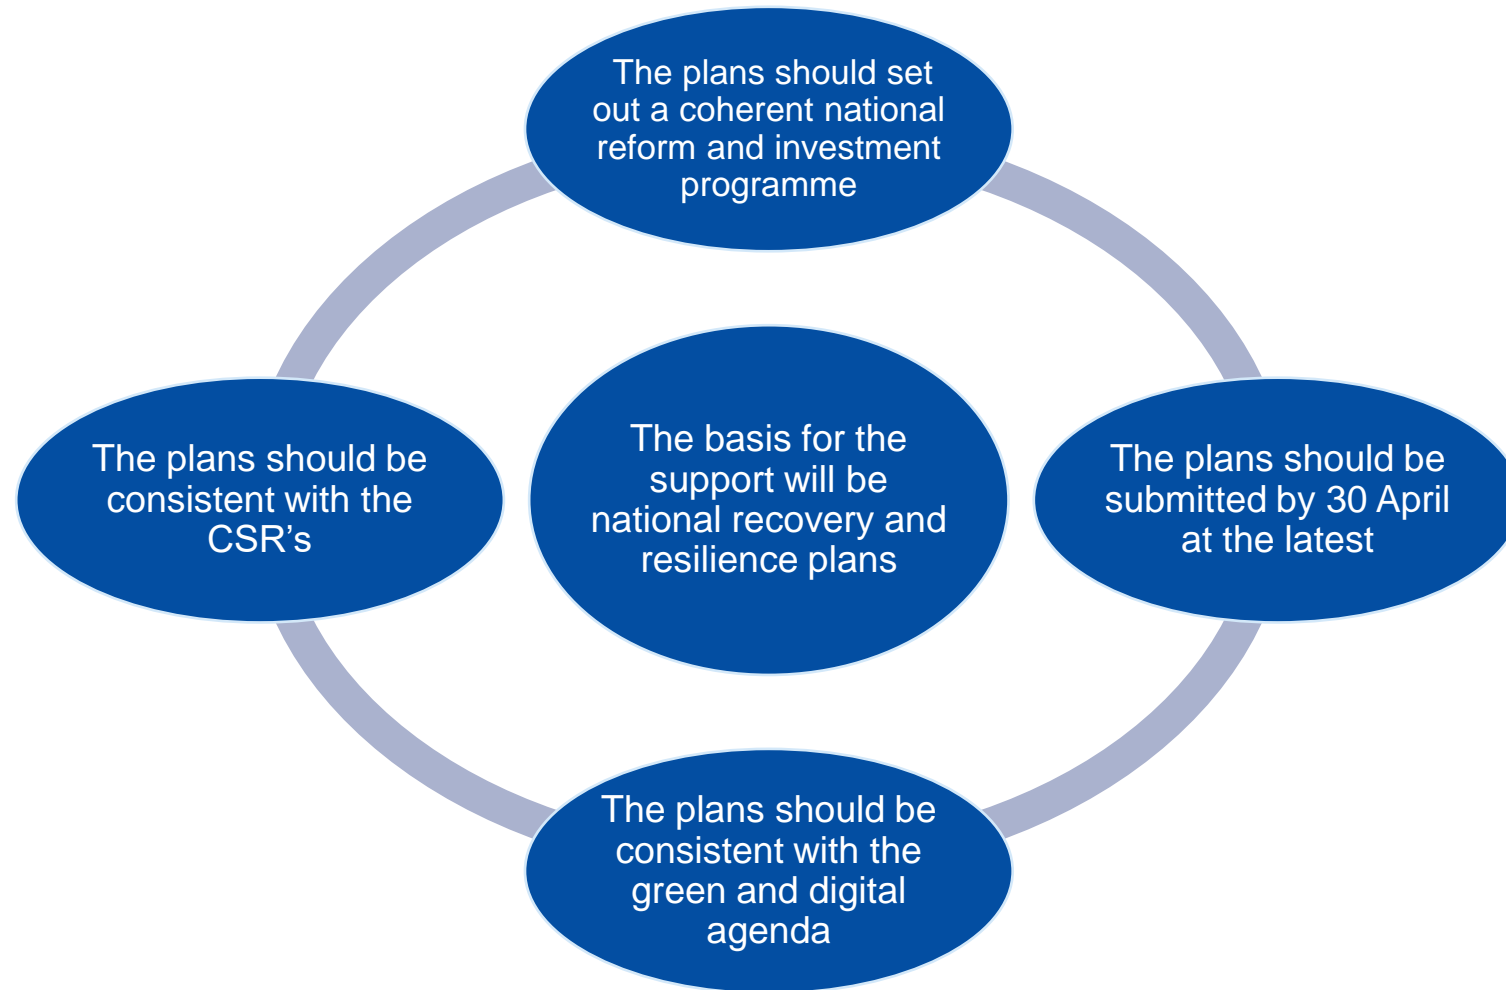 The plans should set
out a coherent national
reform and investment
programme
The plans should be
consistent with the
CSR’s
The basis for the
support will be
national recovery and
resilience plans
The plans should be
submitted by 30 April
at the latest
The plans should be
consistent with the
green and digital
agenda